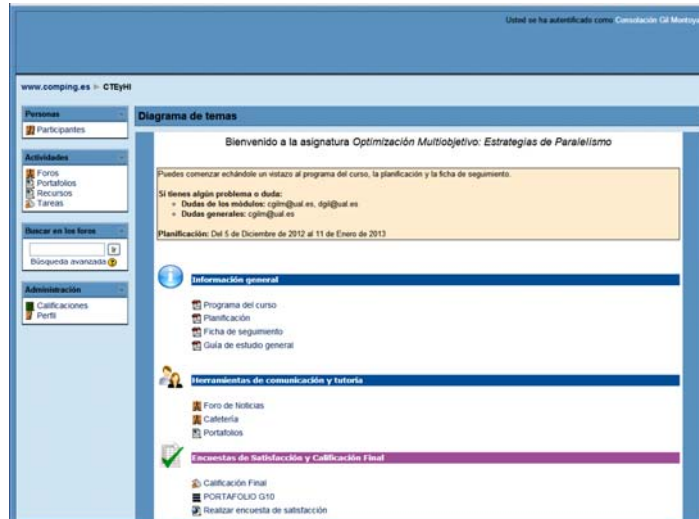 Usted se ha autentificado como Consolación Gil Montoya
www.comping.es ► CTEyHI
Personas
Participantes
Actividades
Foros
Portafolios
Recursos
Tareas
Buscar en los foros
Ir
Búsqueda avanzada
Administración
Calificaciones
Perfil
Diagrama de temas
Bienvenido a la asignatura Optimización Multiobjetivo: Estrategias de Paralelismo
Puedes comenzar echándole un vistazo al programa del curso, la planificación y la ficha de seguimiento.
Si tienes algún problema o duda:
Dudas de los módulos: cgilm@ual.es, dgil@ual.es
Dudas generales: cgilm@ual.es
Planificación: Del 5 de Diciembre de 2012 al 11 de Enero de 2013
Información general
Programa del curso
Planificación
Ficha de seguimiento
Guía de estudio general
Herramientas de comunicación y tutoría
Foro de Noticias
Cafetería
Portafolios
Encuestas de Satisfacción y Calificación Final
Calificación Final
PORTAFOLIO G10
Realizar encuesta de satisfacción